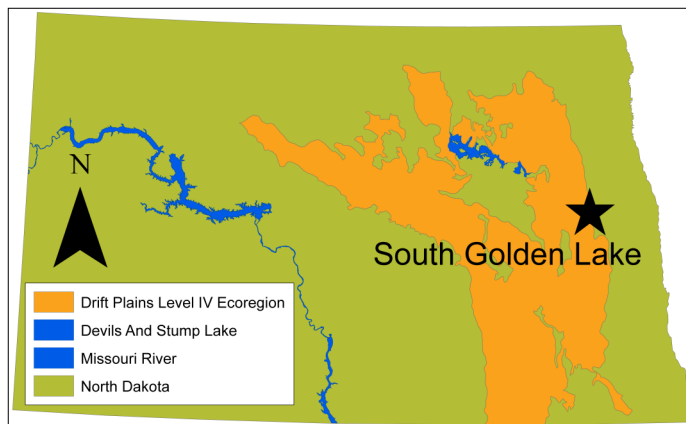 N
South Golden Lake
Drift Plains Level IV Ecoregion
Devils And Stump Lake
Missouri River
North Dakota